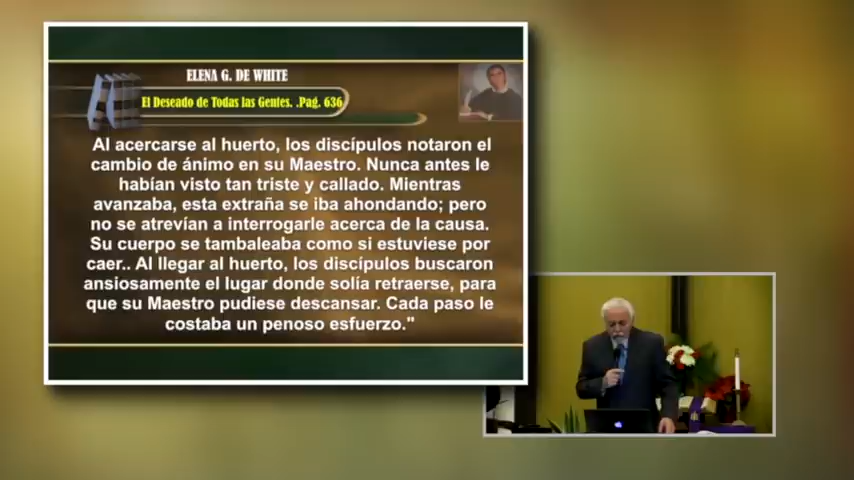 ELENA G. DE WHITE
El Deseado de Todas las Gentes. .Pag. 636
Al acercarse al huerto, los discípulos notaron el
cambio de ánimo en su Maestro. Nunca antes le
habían visto tan triste y callado. Mientras
avanzaba, esta extraña se iba ahondando; pero
no se atrevían a interrogarle acerca de la causa.
Su cuerpo se tambaleaba como si estuviese por
caer.. Al llegar al huerto, los discípulos buscaron
ansiosamente el lugar donde solía retraerse, para
que su Maestro pudiese descansar. Cada paso le
costaba un penoso esfuerzo."